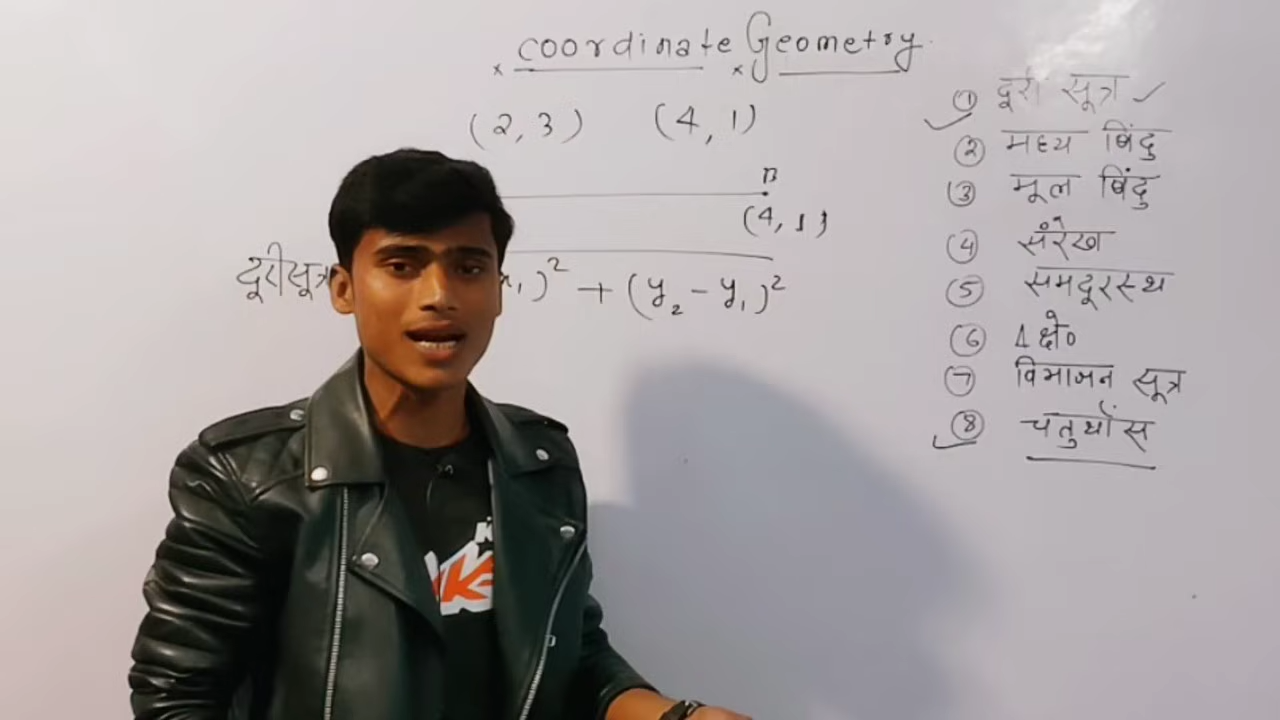 coordinate Geometry
(2, 3) (4, 1)
B
(4, 1)
दूरीसूत्र x₁)² + (y₂ - y₁)²
① दूरी सूत्र ✓
② मध्य बिंदु
③ मूल बिंदु
④ संरेख
⑤ समदूरस्थ
⑥ Δ क्षे०
⑦ विभाजन सूत्र
⑧ चतुर्थांस